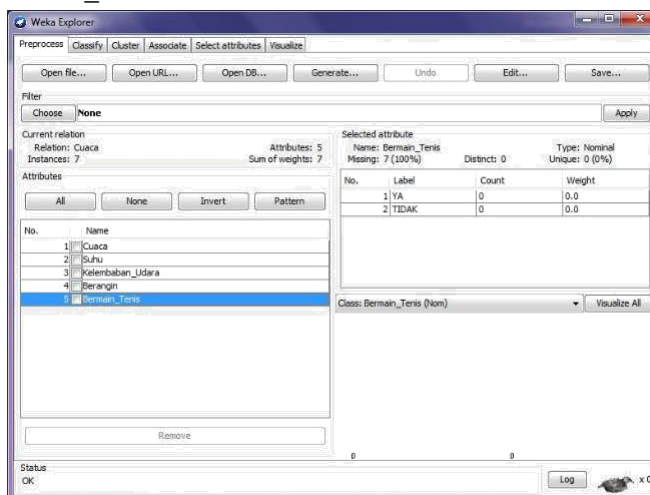 Weka Explorer
Preprocess Classify Cluster Associate Select attributes Visualize
Open file... Open URL... Open DB... Generate... Undo Edit... Save...
Filter
Choose None Apply
Current relation
Relation: Cuaca Attributes: 5
Instances: 7 Sum of weights: 7
Selected attribute
Name: Bermain_Tenis Type: Nominal
Missing: 7 (100%) Distinct: 0 Unique: 0 (0%)
Attributes
All None Invert Pattern
No. Name
1 Cuaca
2 Suhu
3 Kelembaban_Udara
4 Berangin
5 Bermain_Tenis
Remove
No. Label Count Weight
1 YA 0 0.0
2 TIDAK 0 0.0
Class: Bermain_Tenis (Nom) Visualize All
0 0
Status
OK Log x 0